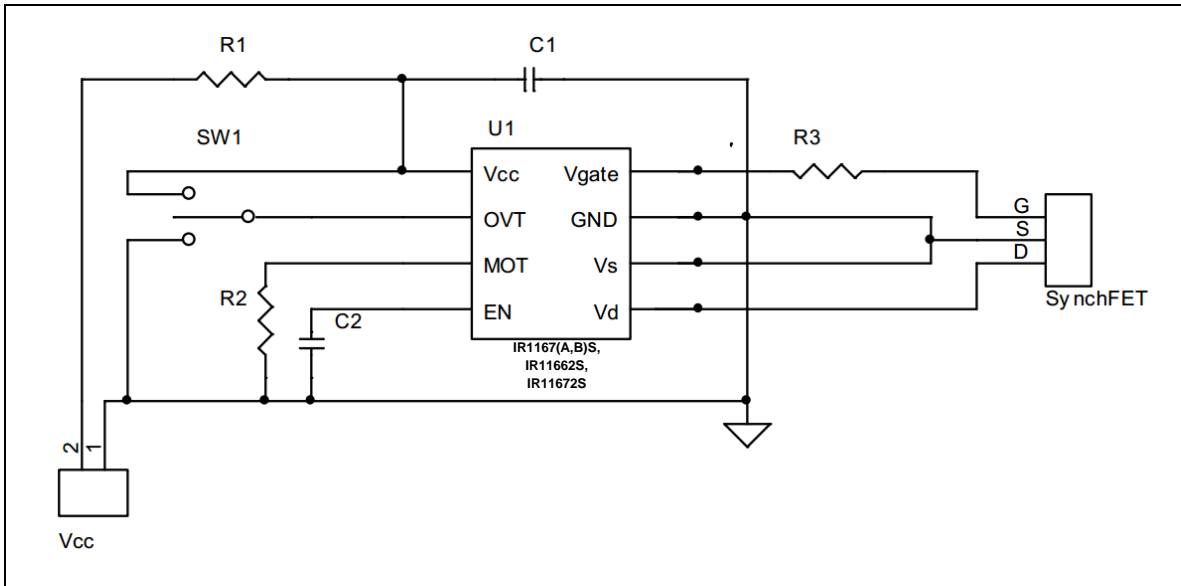 R1
C1
SW1
U1
R3
Vcc
Vgate
OVT
GND
MOT
Vs
EN
Vd
R2
C2
G
S
D
SynchFET
IR1167(A,B)S,
IR11662S,
IR11672S
2
1
Vcc